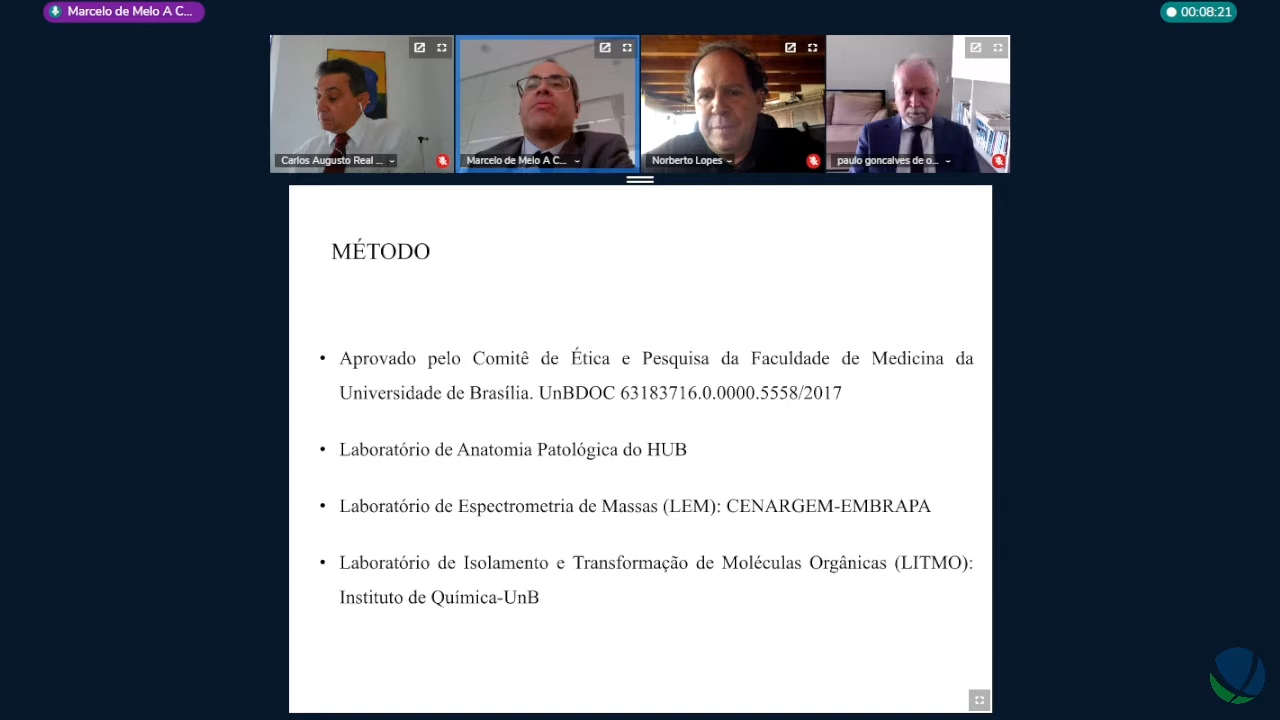 Marcelo de Melo A C...
00:08:21
Carlos Augusto Real ...
Marcelo de Melo A C...
Norberto Lopes
paulo goncalves de o...
MÉTODO
• Aprovado pelo Comitê de Ética e Pesquisa da Faculdade de Medicina da
Universidade de Brasília. UnBDOC 63183716.0.0000.5558/2017
• Laboratório de Anatomia Patológica do HUB
• Laboratório de Espectrometria de Massas (LEM): CENARGEM-EMBRAPA
• Laboratório de Isolamento e Transformação de Moléculas Orgânicas (LITMO):
Instituto de Química-UnB